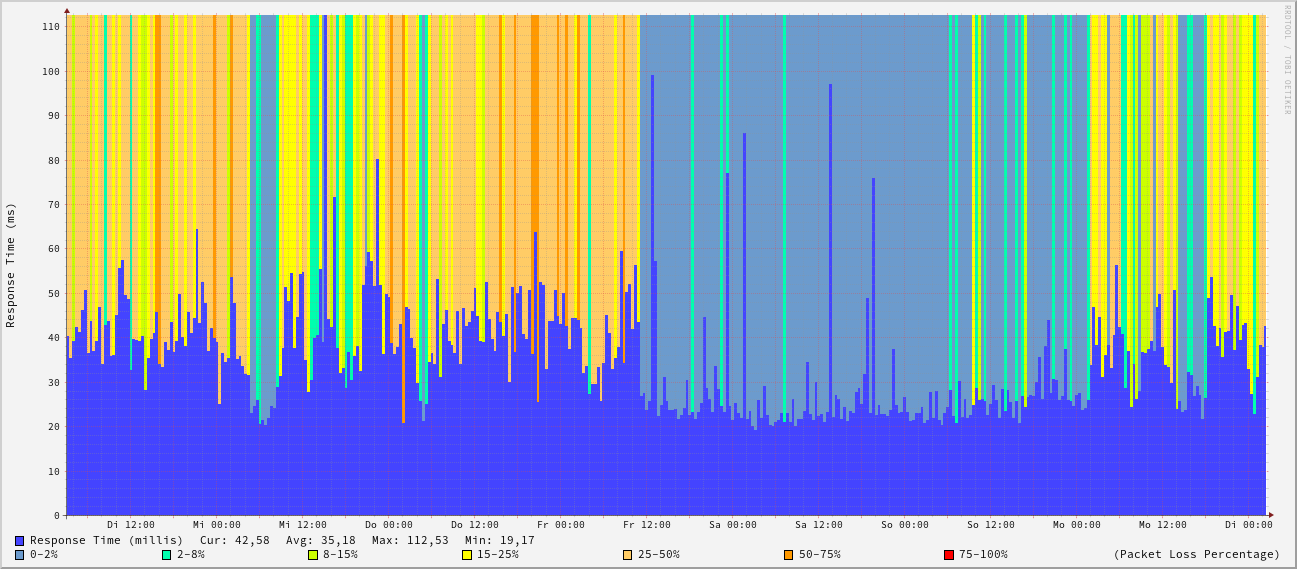 RRDTOOL / TOBI OETIKER
Response Time (ms)
110
100
90
80
70
60
50
40
30
20
10
0
Di 12:00 Mi 00:00 Mi 12:00 Do 00:00 Do 12:00 Fr 00:00 Fr 12:00 Sa 00:00 Sa 12:00 So 00:00 So 12:00 Mo 00:00 Mo 12:00 Di 00:00
Response Time (millis) Cur: 42,58 Avg: 35,18 Max: 112,53 Min: 19,17
0-2% 2-8% 8-15% 15-25% 25-50% 50-75% 75-100% (Packet Loss Percentage)